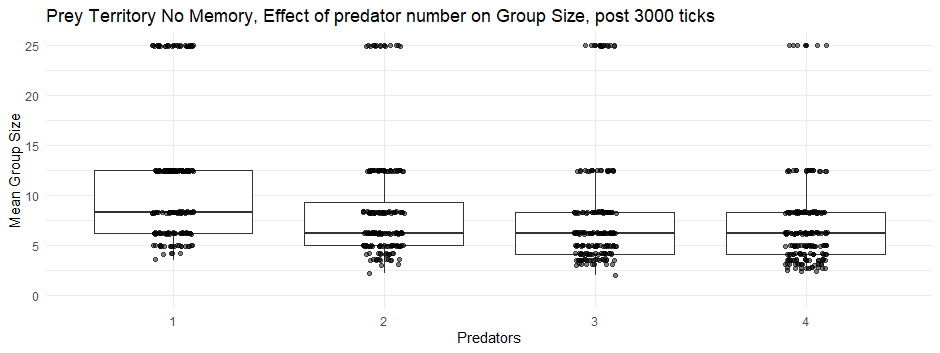 Prey Territory No Memory, Effect of predator number on Group Size, post 3000 ticks
25
20
15
10
5
0
Mean Group Size
1 2 3 4
Predators